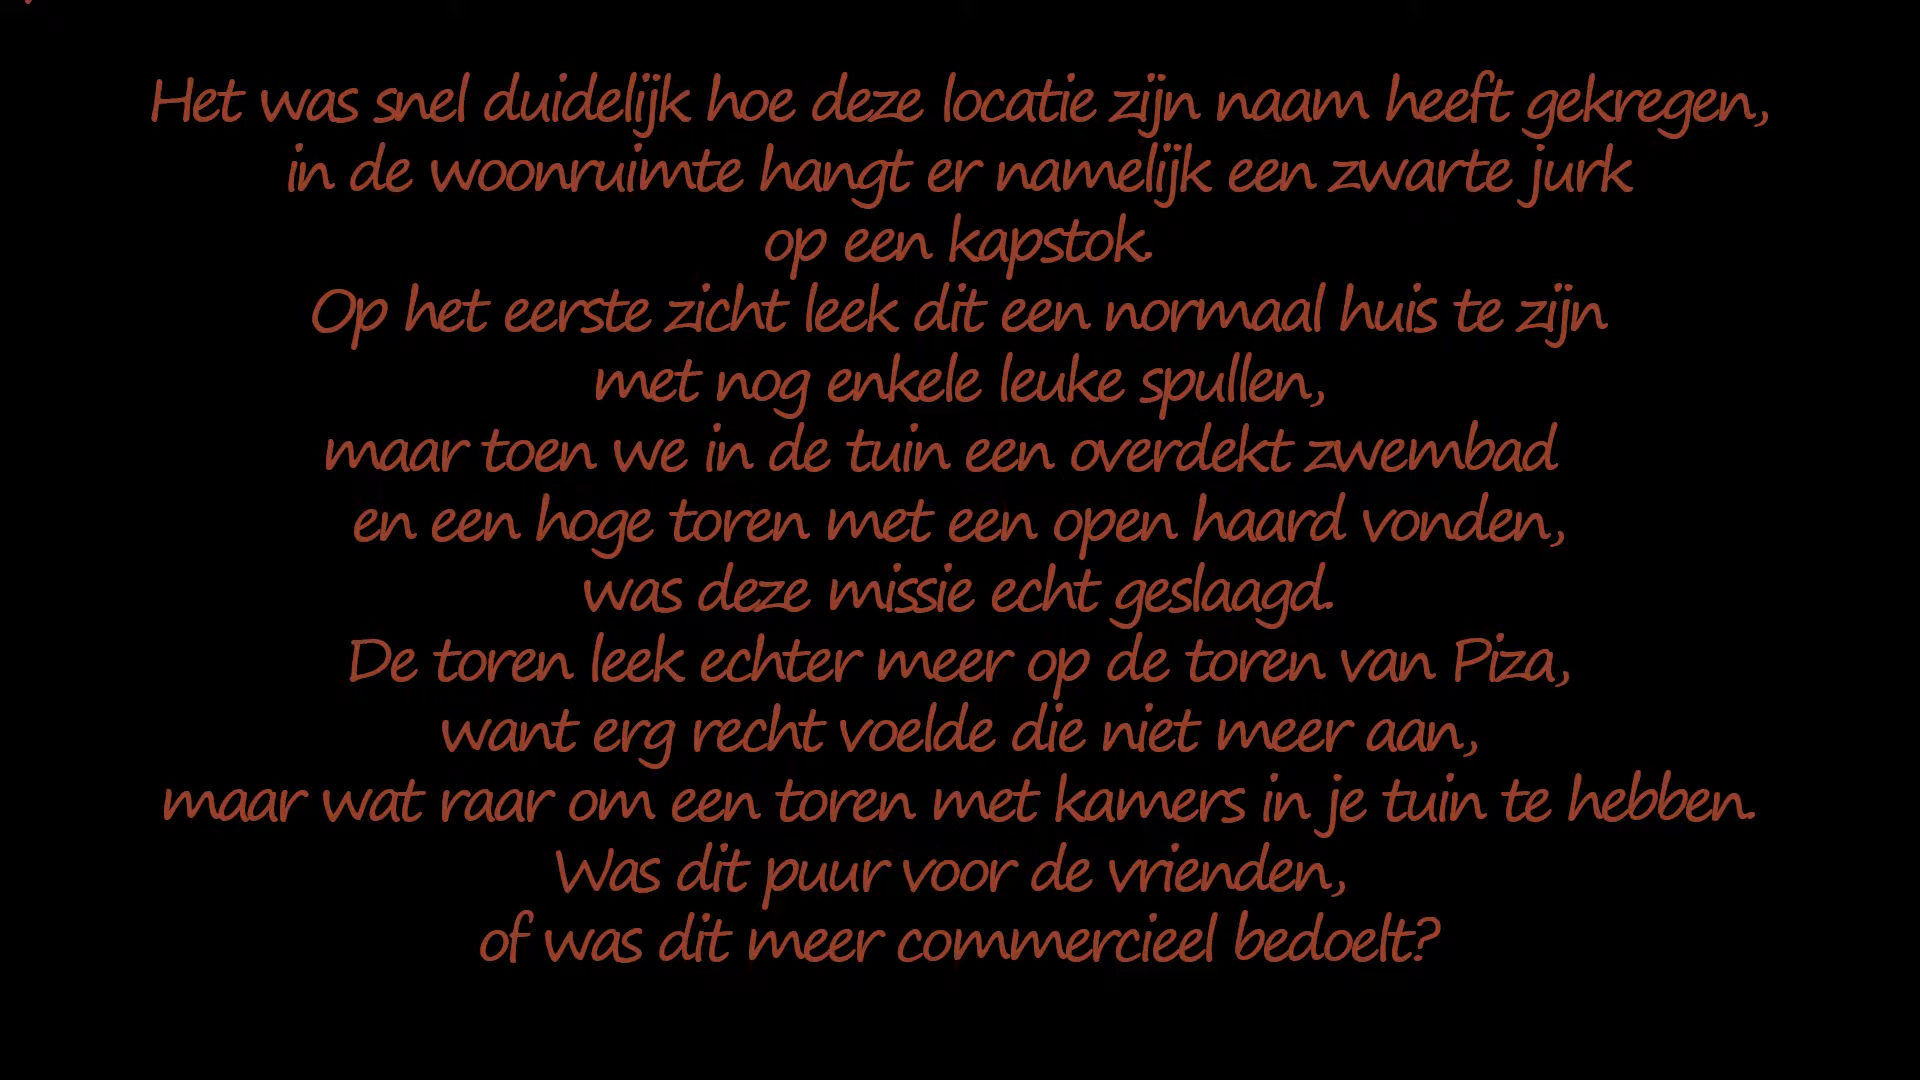 Het was snel duidelijk hoe deze locatie zijn naam heeft gekregen,
in de woonruimte hangt er namelijk een zwarte jurk
op een kapstok.
Op het eerste zicht leek dit een normaal huis te zijn
met nog enkele leuke spullen,
maar toen we in de tuin een overdekt zwembad
en een hoge toren met een open haard vonden,
was deze missie echt geslaagd.
De toren leek echter meer op de toren van Piza,
want erg recht voelde die niet meer aan,
maar wat raar om een toren met kamers in je tuin te hebben.
Was dit puur voor de vrienden,
of was dit meer commercieel bedoelt?